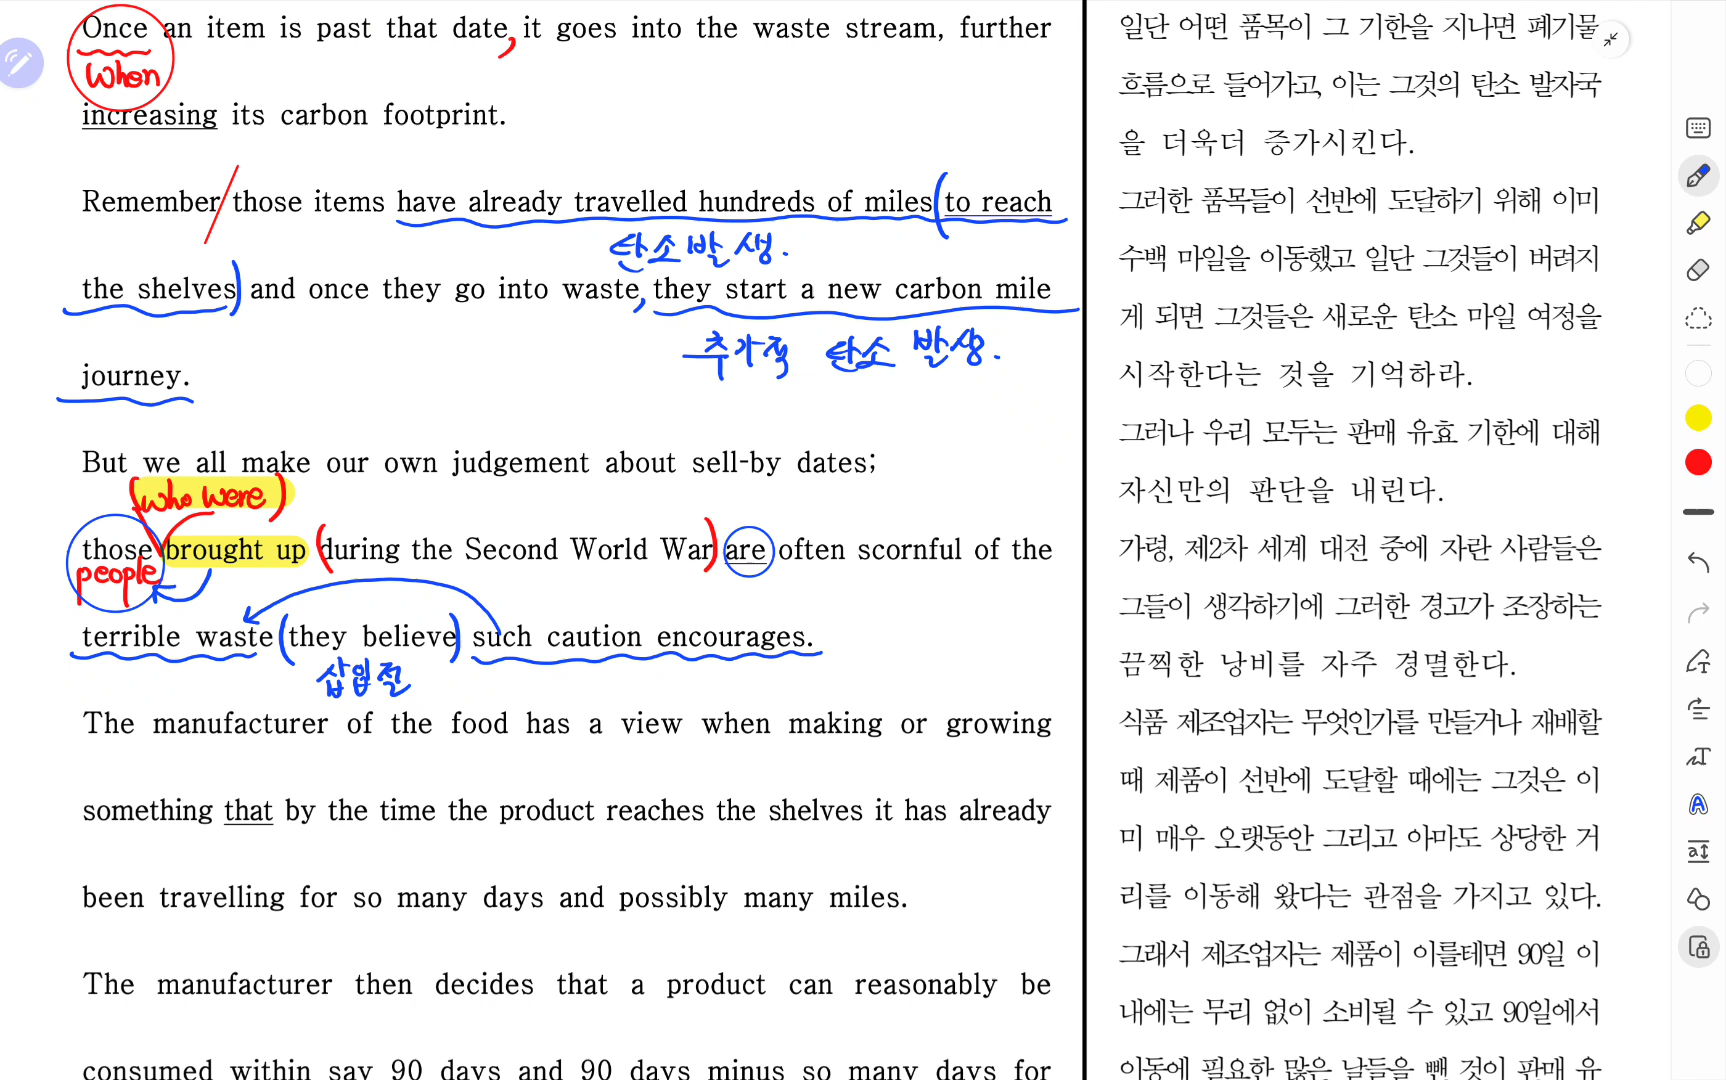 Once an item is past that date, it goes into the waste stream, further
when
increasing its carbon footprint.
Remember / those items have already travelled hundreds of miles (to reach
탄소발생.
the shelves) and once they go into waste, they start a new carbon mile
추가적 탄소 발생.
journey.
But we all make our own judgement about sell-by dates;
(who were)
those brought up (during the Second World War) are often scornful of the
people
terrible waste (they believe) such caution encourages.
삽입절
The manufacturer of the food has a view when making or growing
something that by the time the product reaches the shelves it has already
been travelling for so many days and possibly many miles.
The manufacturer then decides that a product can reasonably be
consumed within say 90 days and 90 days minus so many days for
일단 어떤 품목이 그 기한을 지나면 폐기물
흐름으로 들어가고, 이는 그것의 탄소 발자국
을 더욱더 증가시킨다.
그러한 품목들이 선반에 도달하기 위해 이미
수백 마일을 이동했고 일단 그것들이 버려지
게 되면 그것들은 새로운 탄소 마일 여정을
시작한다는 것을 기억하라.
그러나 우리 모두는 판매 유효 기한에 대해
자신만의 판단을 내린다.
가령, 제2차 세계 대전 중에 자란 사람들은
그들이 생각하기에 그러한 경고가 조장하는
끔찍한 낭비를 자주 경멸한다.
식품 제조업자는 무엇인가를 만들거나 재배할
때 제품이 선반에 도달할 때에는 그것은 이
미 매우 오랫동안 그리고 아마도 상당한 거
리를 이동해 왔다는 관점을 가지고 있다.
그래서 제조업자는 제품이 이를테면 90일 이
내에는 무리 없이 소비될 수 있고 90일에서
이동에 필요한 많은 날들을 뺀 것이 판매 유